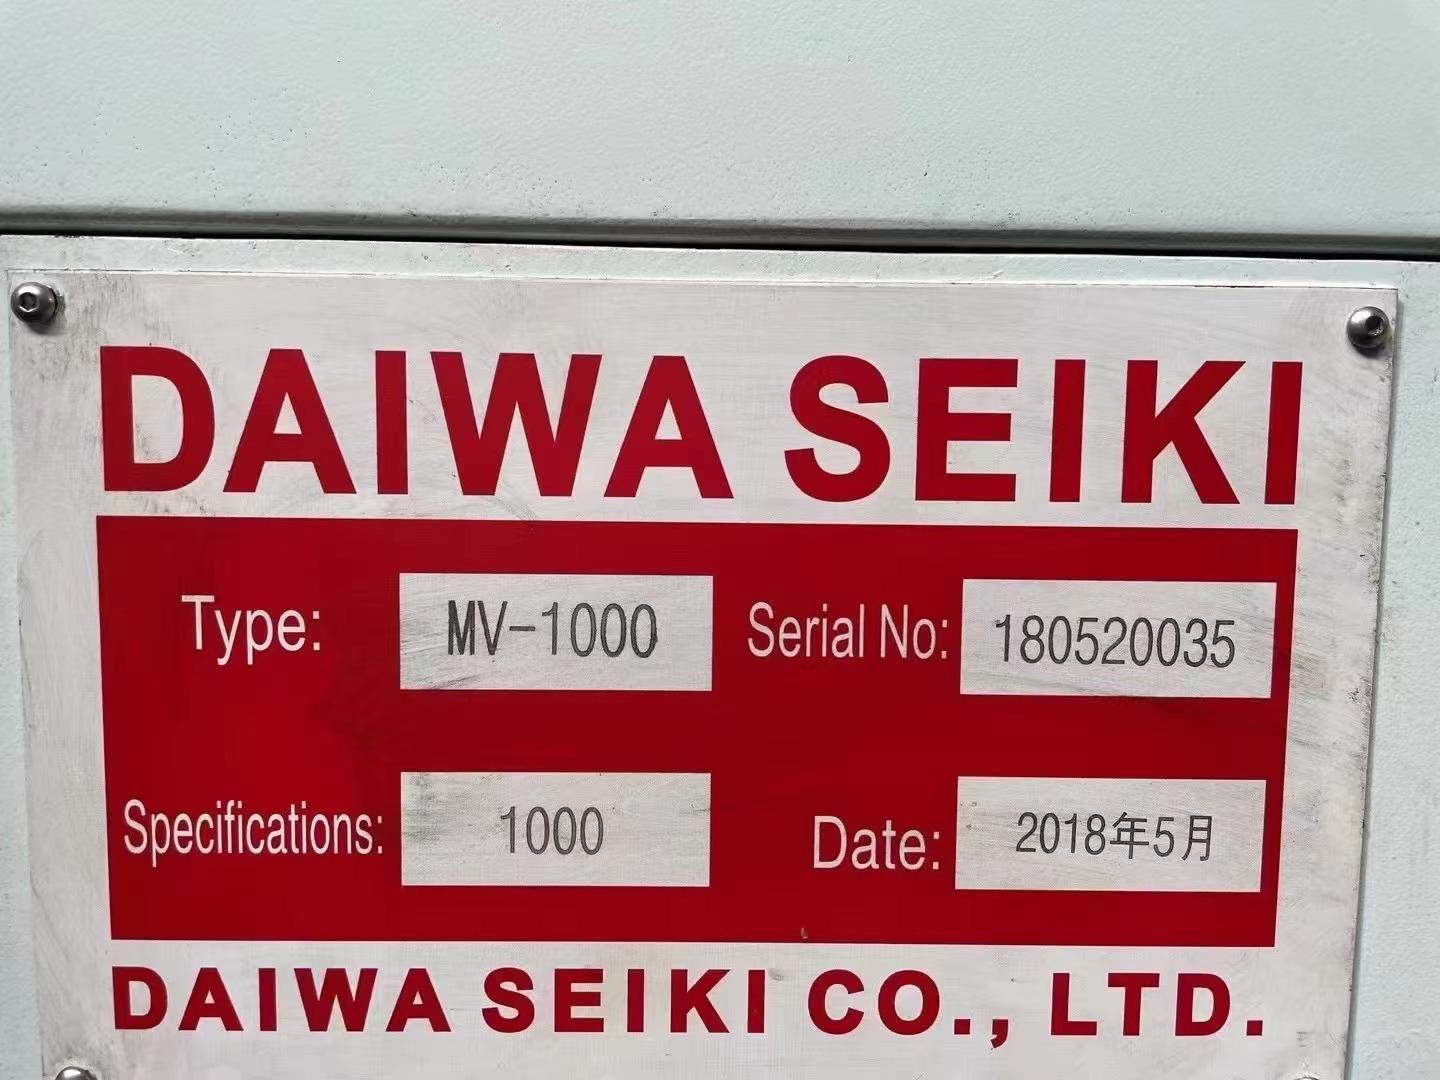 DAIWA SEIKI
Type: MV-1000 Serial No: 180520035
Specifications: 1000 Date: 2018年5月
DAIWA SEIKI CO., LTD.